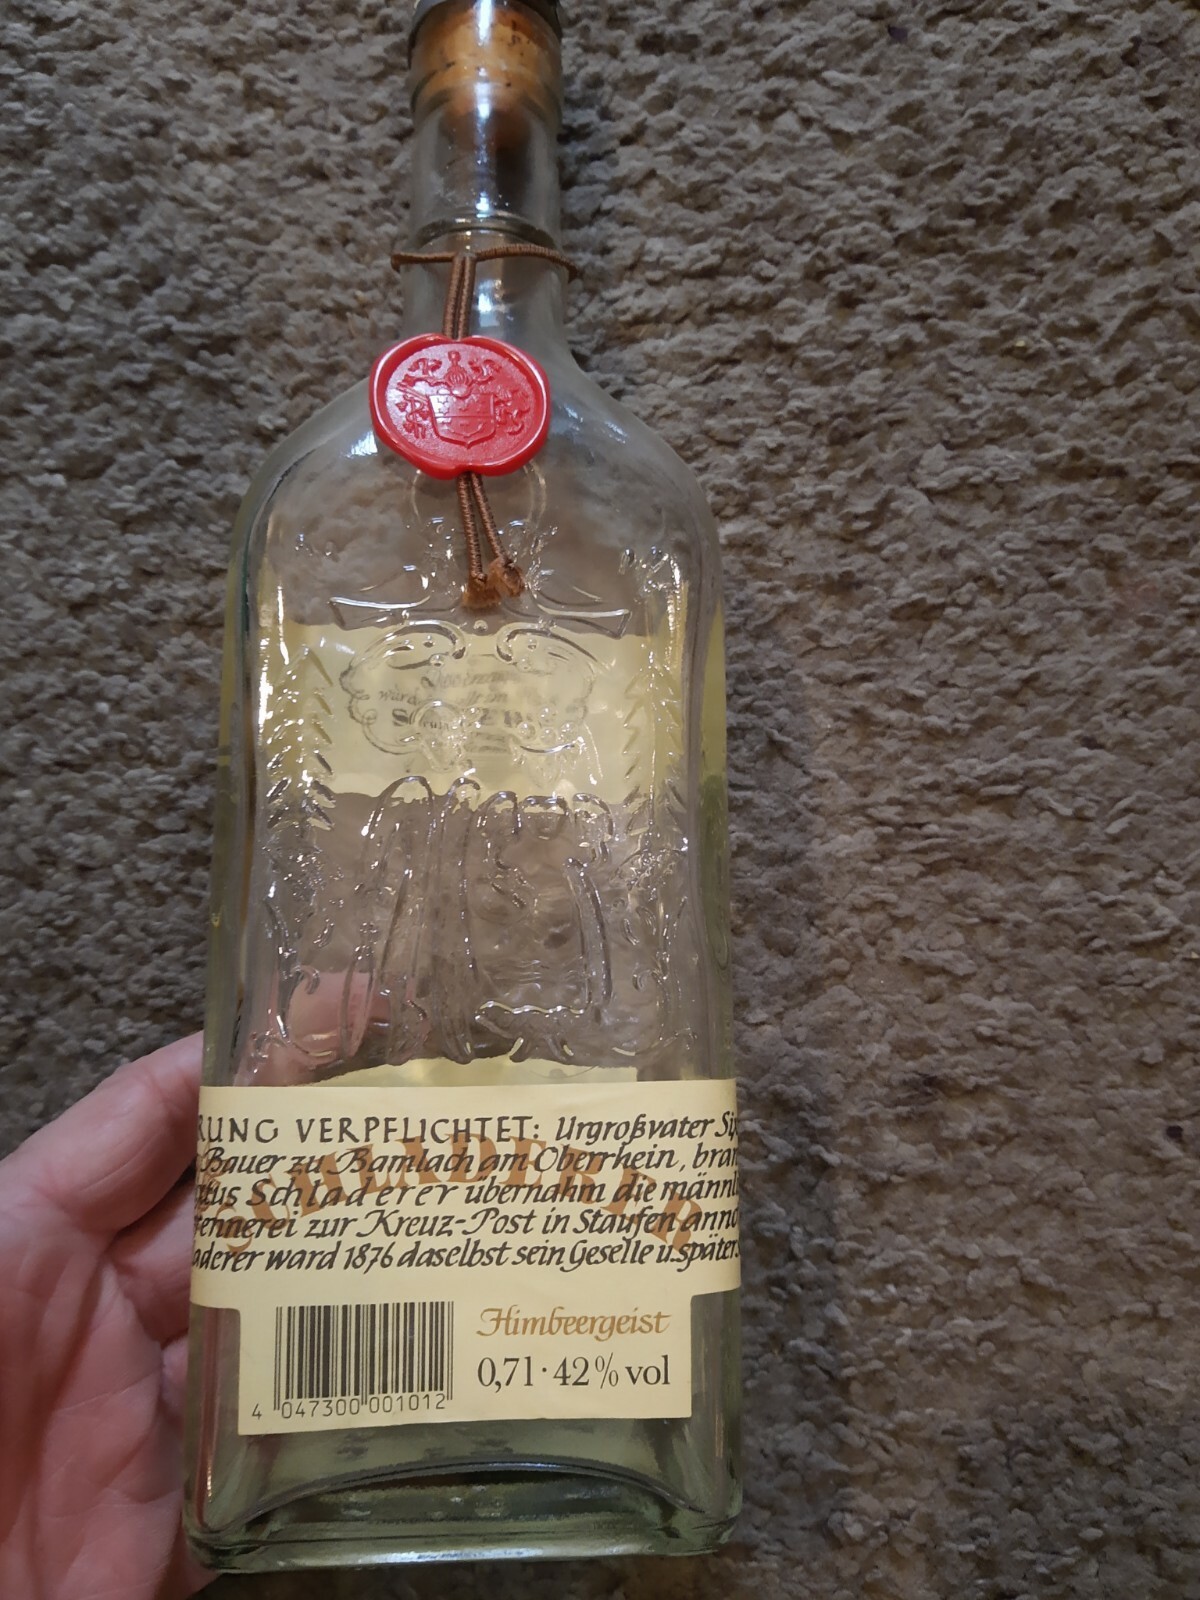 RUNG VERPFLICHTET: Urgroßvater
Bauer zu Bamlach am Oberrhein,
Schladerer übernahm die
zur Kreuz-Post in Staufen anno
ward 1876 daselbst sein Geselle u. später
SCHLADERER
Himbeergeist
0,7l · 42% vol
4 047300 001012